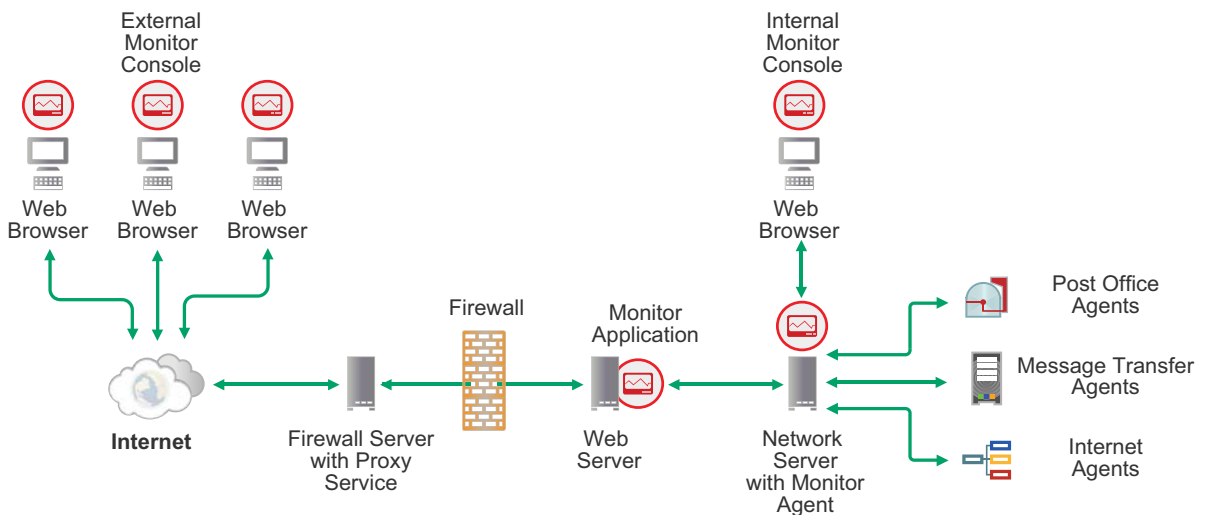 External
Monitor
Console
Internal
Monitor
Console
Web
Browser
Web
Browser
Web
Browser
Web
Browser
Firewall
Monitor
Application
Post Office
Agents
Message Transfer
Agents
Internet
Agents
Internet
Firewall Server
with Proxy
Service
Web
Server
Network
Server
with Monitor
Agent